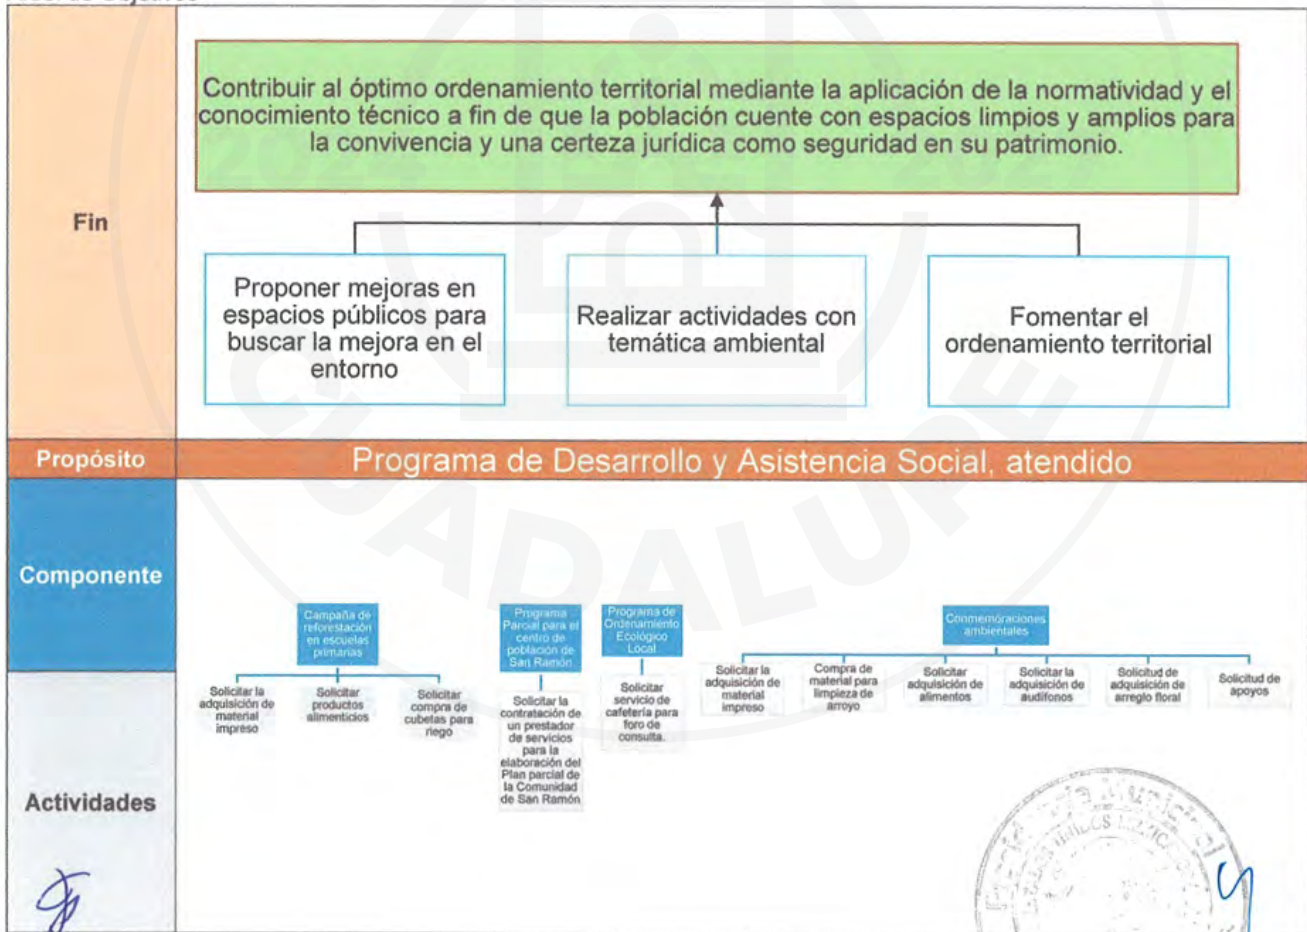 Contribuir al óptimo ordenamiento territorial mediante la aplicación de la normatividad y el
conocimiento técnico a fin de que la población cuente con espacios limpios y amplios para
la convivencia y una certeza jurídica como seguridad en su patrimonio.
Fin
Proponer mejoras en
espacios públicos para
buscar la mejora en el
entorno
Realizar actividades con
temática ambiental
Fomentar el
ordenamiento territorial
Propósito
Programa de Desarrollo y Asistencia Social, atendido
Componente
Campaña de
reforestación
en escuelas
primarias
Programa
Parcial para el
centro de
población de
San Ramón
Programa de
Ordenamiento
Ecológico
Local
Conmemoraciones
ambientales
Actividades
Solicitar la
adquisición de
material
impreso
Solicitar
productos
alimenticios
Solicitar
compra de
cubetas para
riego
Solicitar la
contratación de
un prestador
de servicios
para la
elaboración del
Plan parcial de
la Comunidad
de San Ramón
Solicitar
servicio de
cafetería para
foro de
consulta.
Solicitar la
adquisición de
material
impreso
Compra de
material para
limpieza de
arroyo
Solicitar
adquisición de
alimentos
Solicitar la
adquisición de
audífonos
Solicitud de
adquisición de
arreglo floral
Solicitud de
apoyos
2024 2027
GUADALUPE